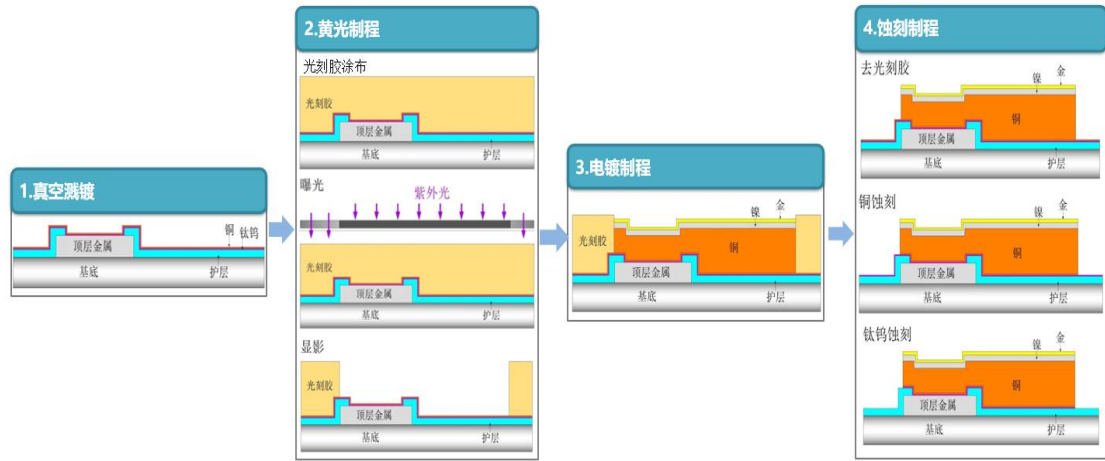 1.真空溅镀
铜 钛钨
顶层金属
基底 护层
2.黄光制程
光刻胶涂布
光刻胶
顶层金属
基底 护层
曝光
紫外光
光刻胶
顶层金属
基底 护层
显影
光刻胶
顶层金属
基底 护层
3.电镀制程
金
镍
光刻胶
铜
顶层金属
基底 护层
4.蚀刻制程
去光刻胶
金
镍
铜
顶层金属
基底 护层
铜蚀刻
金
镍
铜
顶层金属
基底 护层
钛钨蚀刻
金
镍
铜
顶层金属
基底 护层